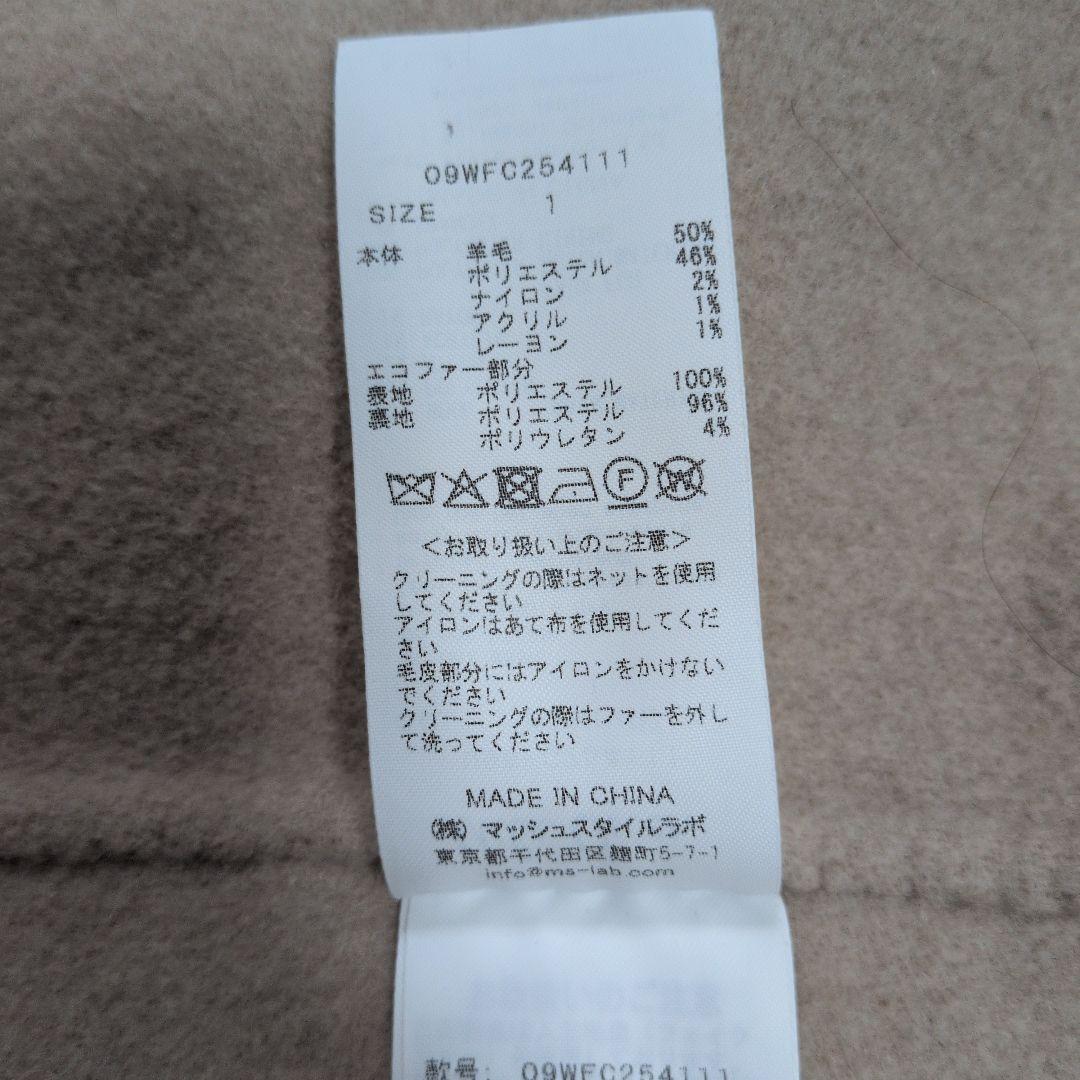 09WFC254111
SIZE 1
本体 羊毛 50%
ポリエステル 46%
ナイロン 2%
アクリル 1%
レーヨン 1%
エコファー部分
表地 ポリエステル 100%
裏地 ポリエステル 96%
ポリウレタン 4%
F W
<お取り扱い上のご注意>
クリーニングの際はネットを使用
してください
アイロンはあて布を使用してくだ
さい
毛皮部分にはアイロンをかけない
でください
クリーニングの際はファーを外し
て洗ってください
MADE IN CHINA
(株) マッシュスタイルラボ
東京都千代田区麹町5-7-1
info@ms-lab.com
款号: 09WFC254111